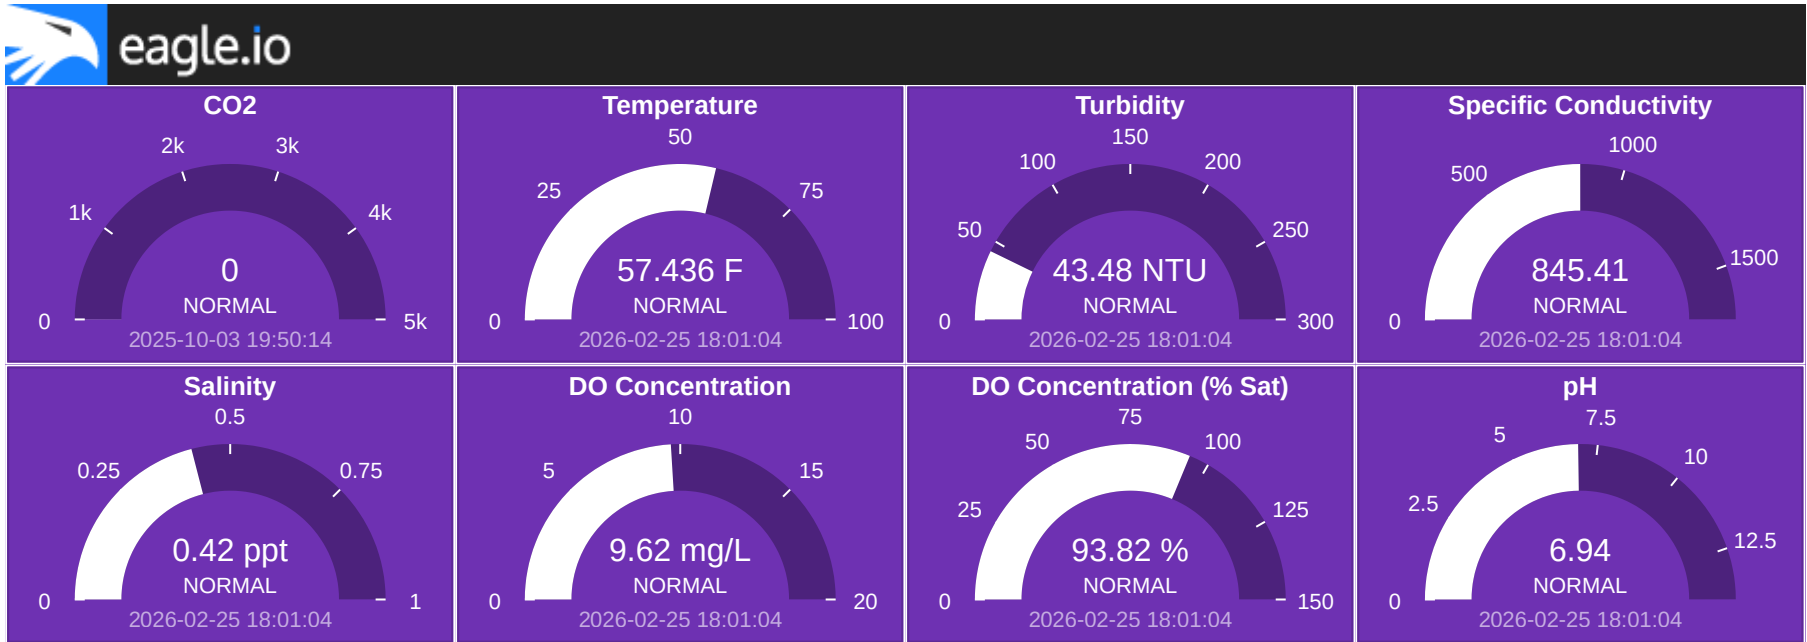 eagle.io
CO2
0
1k
2k
3k
4k
5k
0
NORMAL
2025-10-03 19:50:14
Temperature
0
25
50
75
100
57.436 F
NORMAL
2026-02-25 18:01:04
Turbidity
0
50
100
150
200
250
300
43.48 NTU
NORMAL
2026-02-25 18:01:04
Specific Conductivity
0
500
1000
1500
845.41
NORMAL
2026-02-25 18:01:04
Salinity
0
0.25
0.5
0.75
1
0.42 ppt
NORMAL
2026-02-25 18:01:04
DO Concentration
0
5
10
15
20
9.62 mg/L
NORMAL
2026-02-25 18:01:04
DO Concentration (% Sat)
0
25
50
75
100
125
150
93.82 %
NORMAL
2026-02-25 18:01:04
pH
0
2.5
5
7.5
10
12.5
6.94
NORMAL
2026-02-25 18:01:04